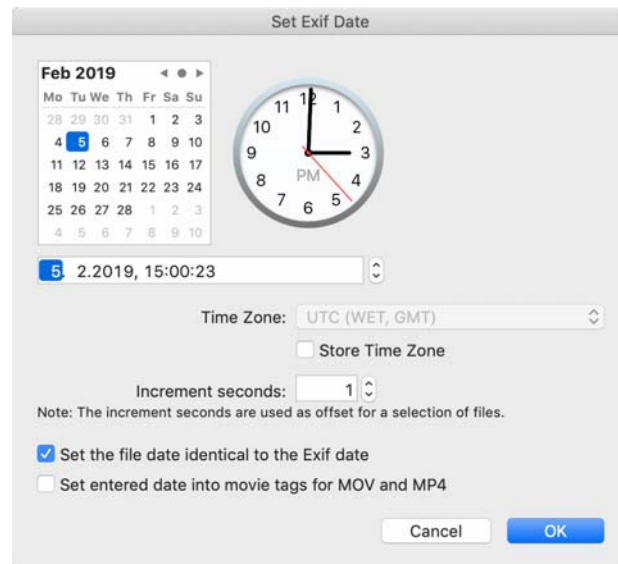 Set Exif Date
Feb 2019
Mo Tu We Th Fr Sa Su
28 29 30 31 1 2 3
4 5 6 7 8 9 10
11 12 13 14 15 16 17
18 19 20 21 22 23 24
25 26 27 28 1 2 3
4 5 6 7 8 9 10
12
11 1
10 2
9 3
PM
8 4
7 5
6
5. 2.2019, 15:00:23
Time Zone: UTC (WET, GMT)
Store Time Zone
Increment seconds: 1
Note: The increment seconds are used as offset for a selection of files.
Set the file date identical to the Exif date
Set entered date into movie tags for MOV and MP4
Cancel OK